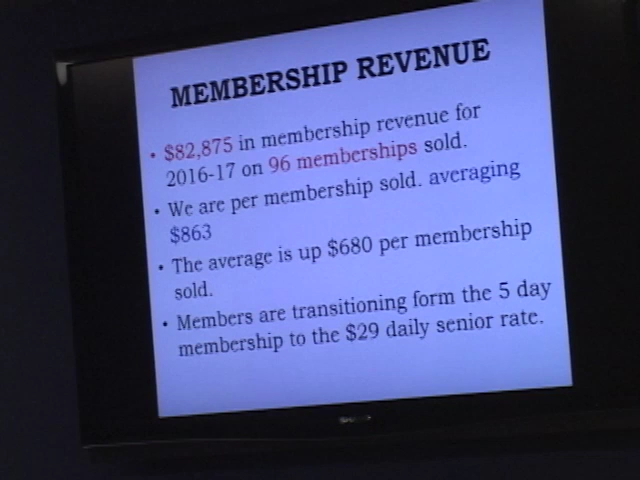 MEMBERSHIP REVENUE
• $82,875 in membership revenue for
2016-17 on 96 memberships sold.
• We are per membership sold. averaging
$863
• The average is up $680 per membership
sold.
• Members are transitioning form the 5 day
membership to the $29 daily senior rate.